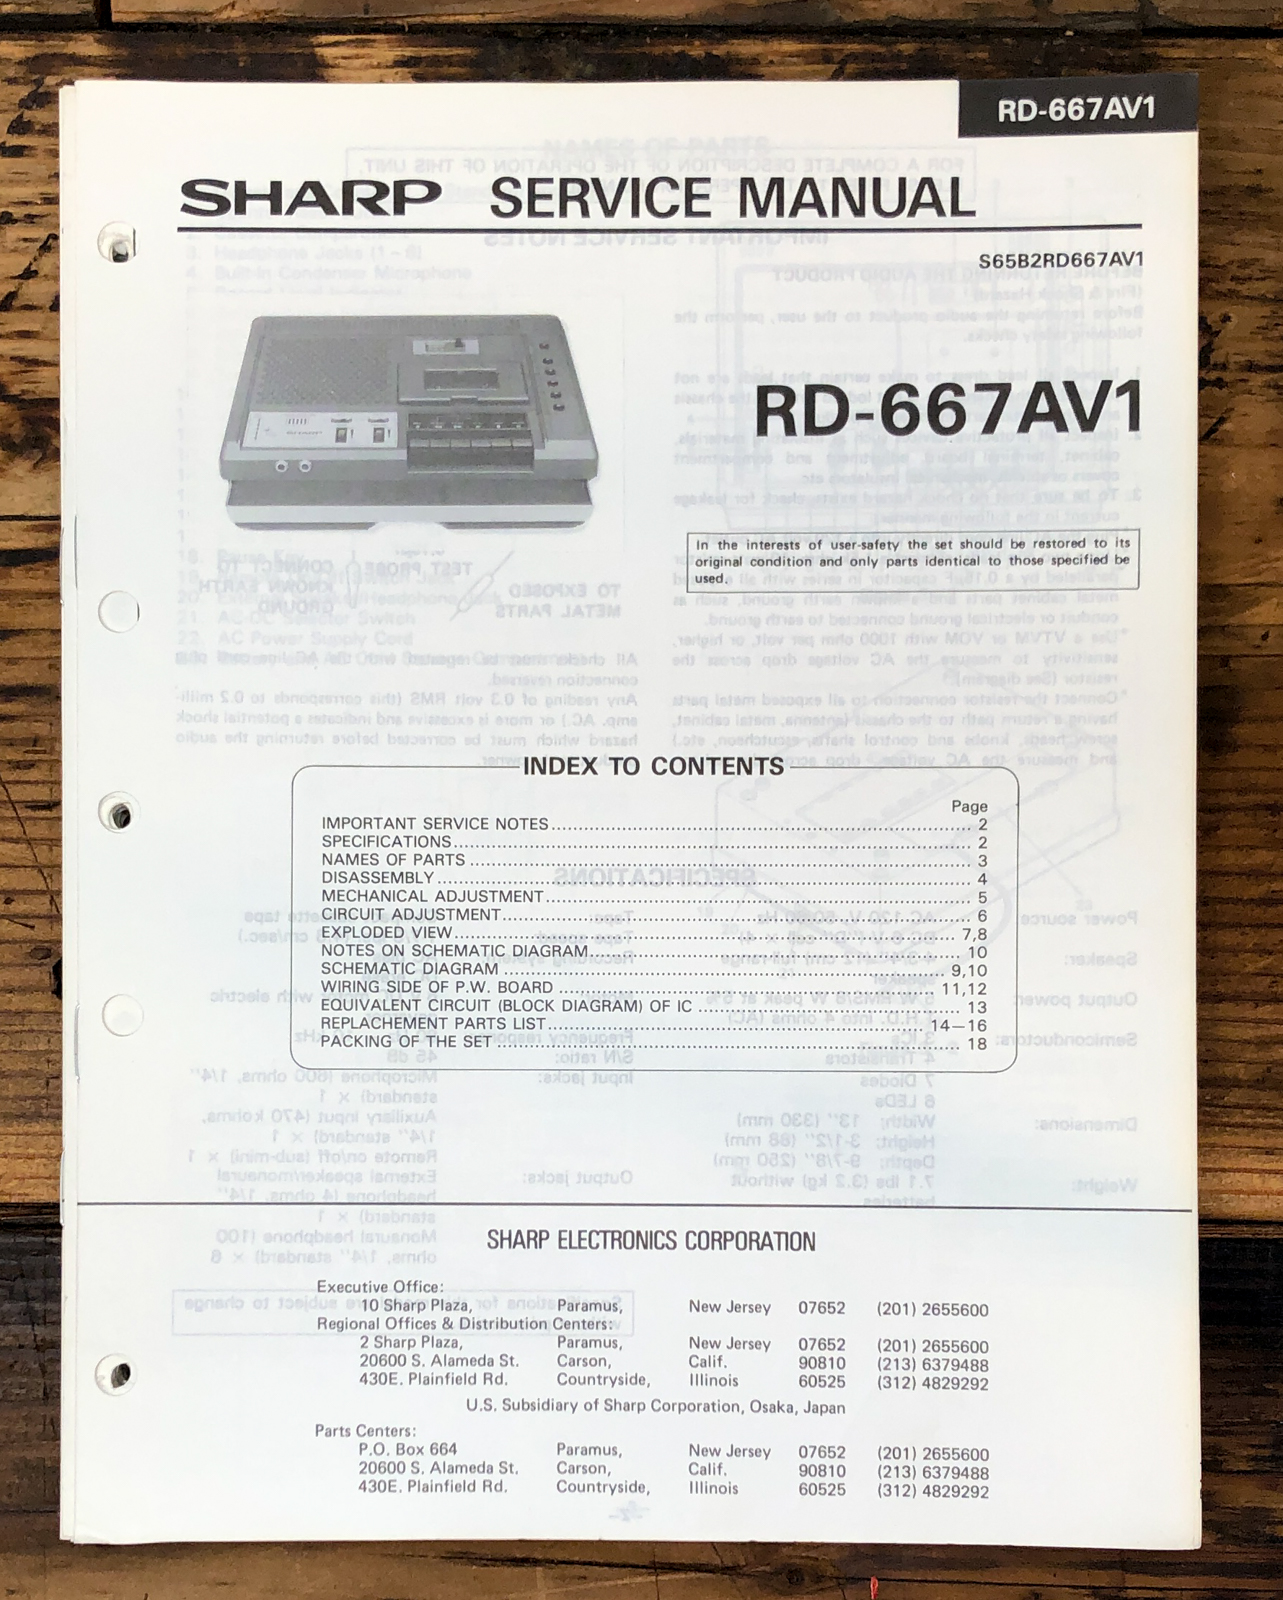 RD-667AV1
SHARP SERVICE MANUAL
S65B2RD667AV1
RD-667AV1
In the interests of user-safety the set should be restored to its
original condition and only parts identical to those specified be
used.
INDEX TO CONTENTS
Page
IMPORTANT SERVICE NOTES ........ 2
SPECIFICATIONS ........ 2
NAMES OF PARTS ........ 3
DISASSEMBLY ........ 4
MECHANICAL ADJUSTMENT ........ 5
CIRCUIT ADJUSTMENT ........ 6
EXPLODED VIEW ........ 7,8
NOTES ON SCHEMATIC DIAGRAM ........ 10
SCHEMATIC DIAGRAM ........ 9,10
WIRING SIDE OF P.W. BOARD ........ 11,12
EQUIVALENT CIRCUIT (BLOCK DIAGRAM) OF IC ........ 13
REPLACHEMENT PARTS LIST ........ 14—16
PACKING OF THE SET ........ 18
SHARP ELECTRONICS CORPORATION
Executive Office:
10 Sharp Plaza, Paramus, New Jersey 07652 (201) 2655600
Regional Offices & Distribution Centers:
2 Sharp Plaza, Paramus, New Jersey 07652 (201) 2655600
20600 S. Alameda St. Carson, Calif. 90810 (213) 6379488
430E. Plainfield Rd. Countryside, Illinois 60525 (312) 4829292
U.S. Subsidiary of Sharp Corporation, Osaka, Japan
Parts Centers:
P.O. Box 664 Paramus, New Jersey 07652 (201) 2655600
20600 S. Alameda St. Carson, Calif. 90810 (213) 6379488
430E. Plainfield Rd. Countryside, Illinois 60525 (312) 4829292